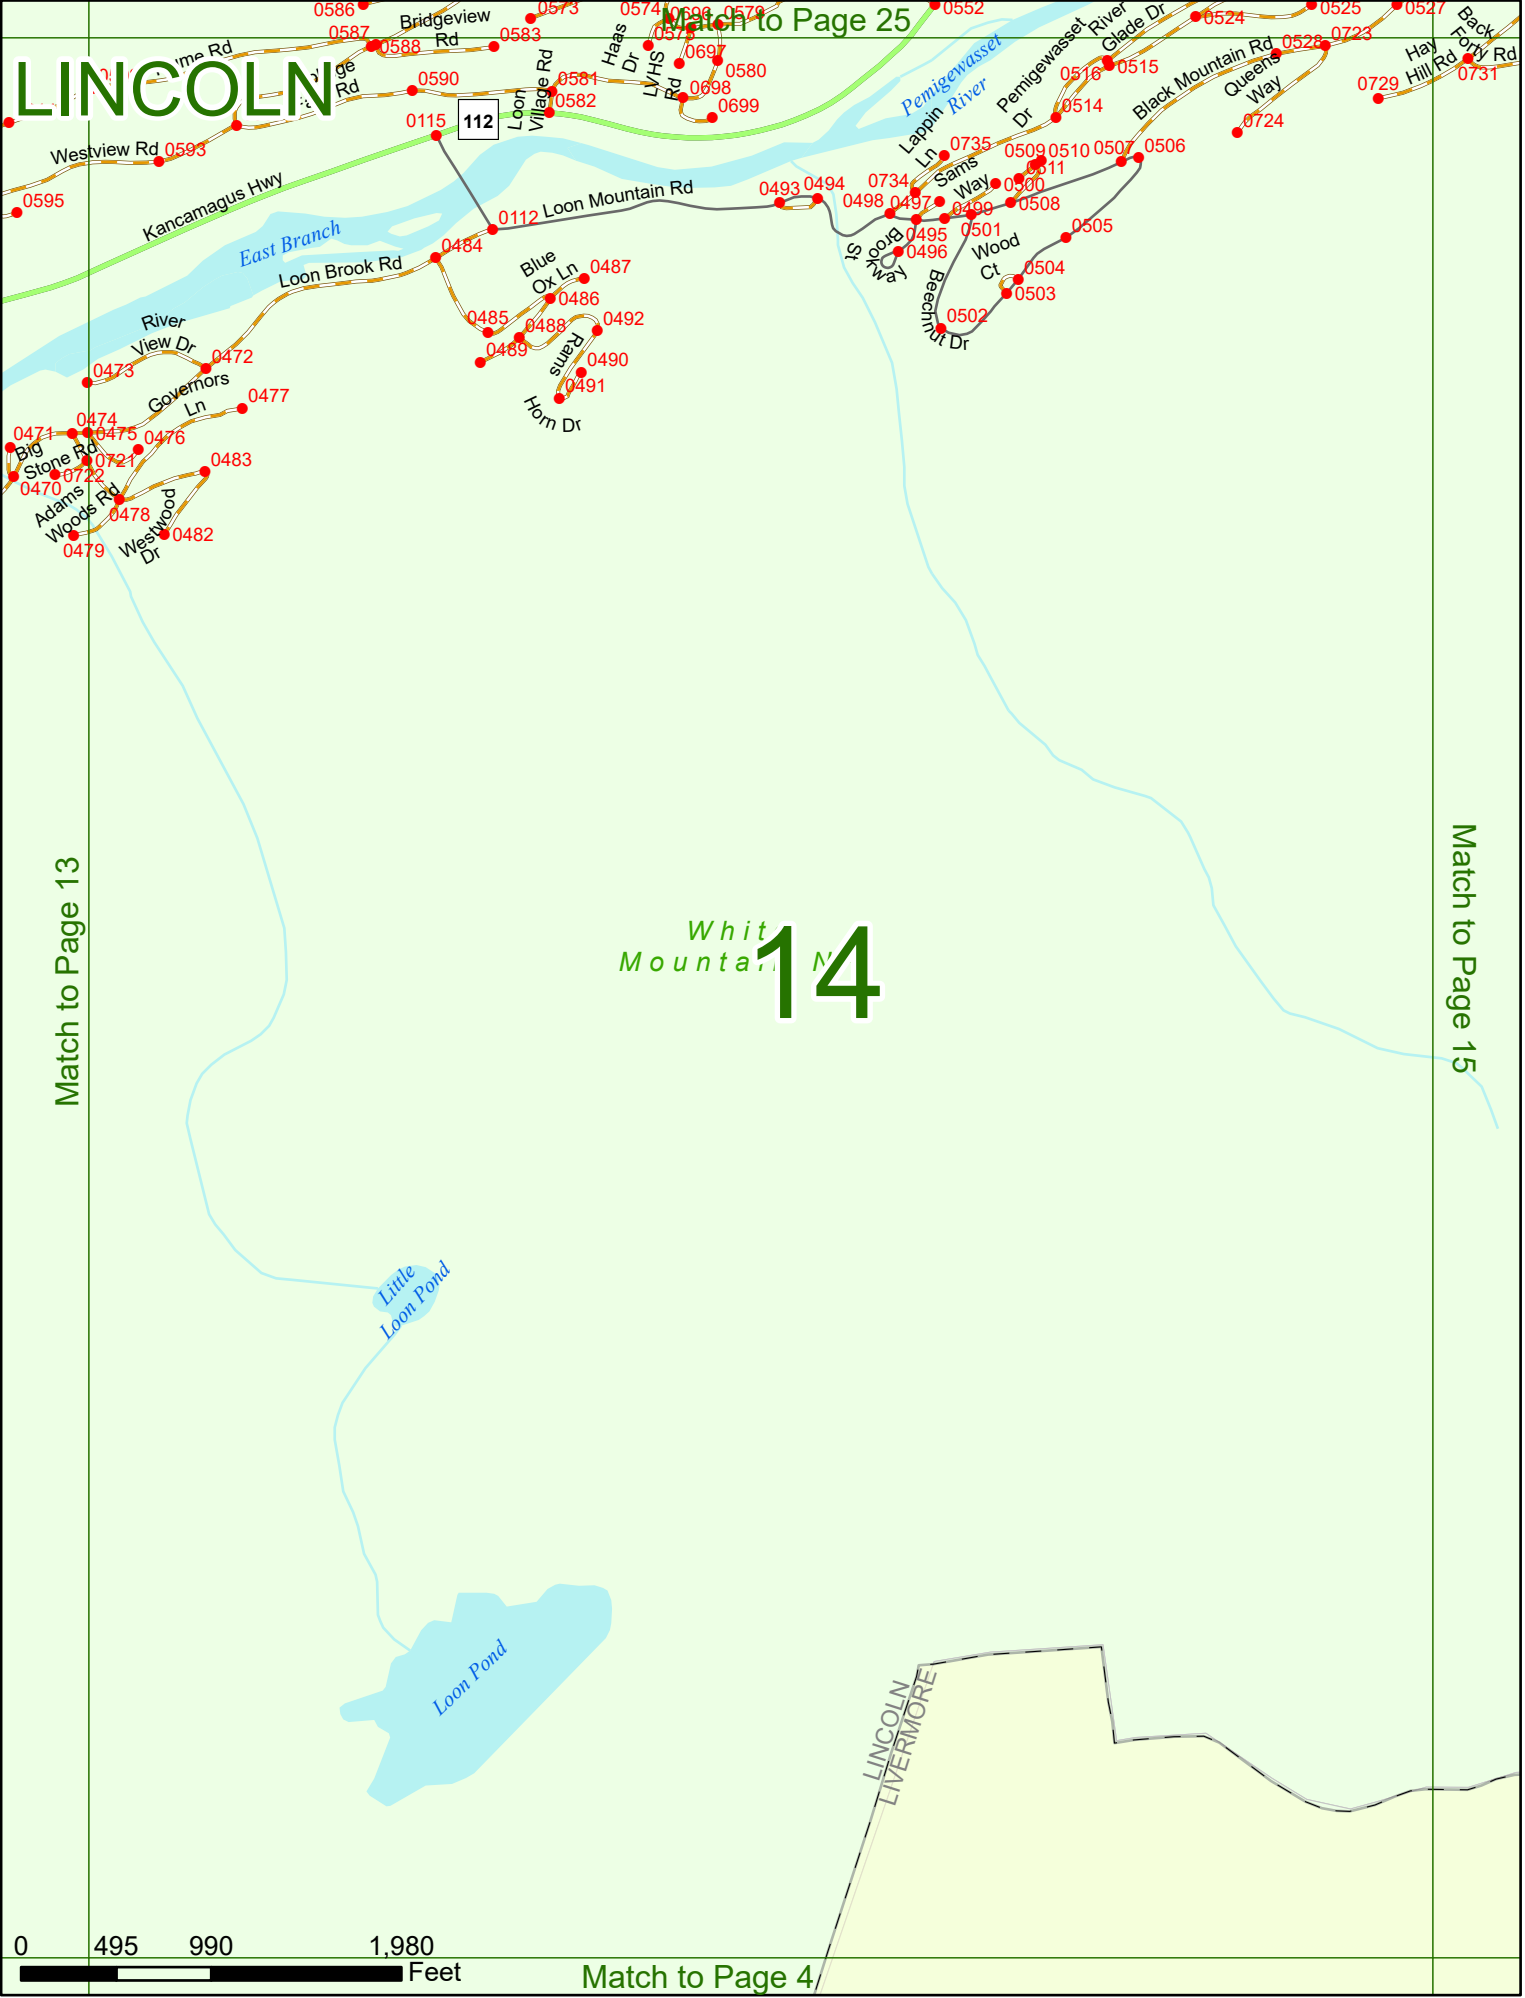 Match to Page 25
LINCOLN
0586
Bridgeview
Rd
0573
0574
0696
0579
0552
0524
0525
0527
0587
0588
0583
0575
0697
0580
0590
0581
0582
0698
0699
Haas
Dr
LVHS
Rd
Loon
Village Rd
112
0115
Pemigewasset
River
Pemigewasset
Dr
River
Glade Dr
0516
0515
0514
Black Mountain Rd
0528
0723
Queens
Way
0724
Hay
Hill Rd
0729
Back
Forty Rd
0731
Rd
Westview Rd
0593
0595
Kancamagus Hwy
East Branch
Lappin
Ln
0735
Sams
Way
0734
0509
0510
0511
0507
0506
0500
0508
0493
0494
0498
0497
0499
0501
0495
0496
0505
0504
0503
0502
Brook
way
St
Wood
Ct
Beechnut Dr
Loon Mountain Rd
0112
0484
Loon Brook Rd
Blue
Ox Ln
0487
0486
0485
0488
0492
0489
0490
0491
Rams
Horn Dr
River
View Dr
0472
0473
Governors
Ln
0477
0474
0475
0476
0471
Big
Stone Rd
0721
0722
0470
0483
Adams
Woods Rd
0478
0479
Westwood
Dr
0482
Match to Page 13
Match to Page 15
14
Little
Loon Pond
Loon Pond
LINCOLN
LIVERMORE
0 495 990 1,980
Feet
Match to Page 4